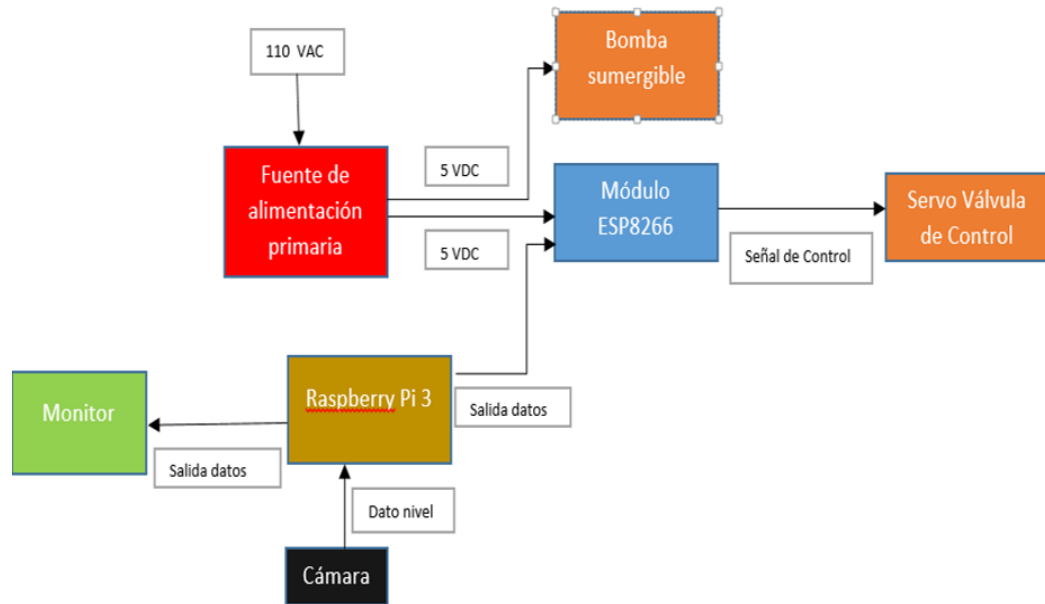 110 VAC
Bomba
sumergible
Fuente de
alimentación
primaria
5 VDC
5 VDC
Módulo
ESP8266
Señal de Control
Servo Válvula
de Control
Monitor
Salida datos
Raspberry Pi 3
Salida datos
Dato nivel
Cámara